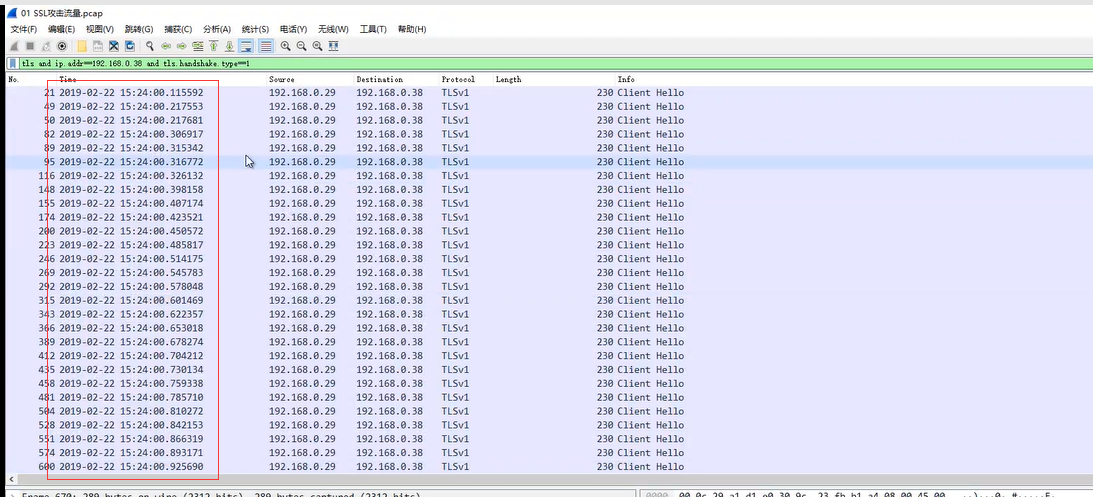 01 SSL攻击流量.pcap
文件(F) 编辑(E) 视图(V) 跳转(G) 捕获(C) 分析(A) 统计(S) 电话(Y) 无线(W) 工具(T) 帮助(H)
tls and ip.addr==192.168.0.38 and tls.handshake.type==1
No. Time Source Destination Protocol Length Info
21 2019-02-22 15:24:00.115592 192.168.0.29 192.168.0.38 TLSv1 230 Client Hello
49 2019-02-22 15:24:00.217553 192.168.0.29 192.168.0.38 TLSv1 230 Client Hello
50 2019-02-22 15:24:00.217681 192.168.0.29 192.168.0.38 TLSv1 230 Client Hello
82 2019-02-22 15:24:00.306917 192.168.0.29 192.168.0.38 TLSv1 230 Client Hello
89 2019-02-22 15:24:00.315342 192.168.0.29 192.168.0.38 TLSv1 230 Client Hello
95 2019-02-22 15:24:00.316772 192.168.0.29 192.168.0.38 TLSv1 230 Client Hello
116 2019-02-22 15:24:00.326132 192.168.0.29 192.168.0.38 TLSv1 230 Client Hello
148 2019-02-22 15:24:00.398158 192.168.0.29 192.168.0.38 TLSv1 230 Client Hello
155 2019-02-22 15:24:00.407174 192.168.0.29 192.168.0.38 TLSv1 230 Client Hello
174 2019-02-22 15:24:00.423521 192.168.0.29 192.168.0.38 TLSv1 230 Client Hello
200 2019-02-22 15:24:00.450572 192.168.0.29 192.168.0.38 TLSv1 230 Client Hello
223 2019-02-22 15:24:00.485817 192.168.0.29 192.168.0.38 TLSv1 230 Client Hello
246 2019-02-22 15:24:00.514175 192.168.0.29 192.168.0.38 TLSv1 230 Client Hello
269 2019-02-22 15:24:00.545783 192.168.0.29 192.168.0.38 TLSv1 230 Client Hello
292 2019-02-22 15:24:00.578048 192.168.0.29 192.168.0.38 TLSv1 230 Client Hello
315 2019-02-22 15:24:00.601469 192.168.0.29 192.168.0.38 TLSv1 230 Client Hello
343 2019-02-22 15:24:00.622357 192.168.0.29 192.168.0.38 TLSv1 230 Client Hello
366 2019-02-22 15:24:00.653018 192.168.0.29 192.168.0.38 TLSv1 230 Client Hello
389 2019-02-22 15:24:00.678274 192.168.0.29 192.168.0.38 TLSv1 230 Client Hello
412 2019-02-22 15:24:00.704212 192.168.0.29 192.168.0.38 TLSv1 230 Client Hello
435 2019-02-22 15:24:00.730134 192.168.0.29 192.168.0.38 TLSv1 230 Client Hello
458 2019-02-22 15:24:00.759338 192.168.0.29 192.168.0.38 TLSv1 230 Client Hello
481 2019-02-22 15:24:00.785710 192.168.0.29 192.168.0.38 TLSv1 230 Client Hello
504 2019-02-22 15:24:00.810272 192.168.0.29 192.168.0.38 TLSv1 230 Client Hello
528 2019-02-22 15:24:00.842153 192.168.0.29 192.168.0.38 TLSv1 230 Client Hello
551 2019-02-22 15:24:00.866319 192.168.0.29 192.168.0.38 TLSv1 230 Client Hello
574 2019-02-22 15:24:00.893171 192.168.0.29 192.168.0.38 TLSv1 230 Client Hello
600 2019-02-22 15:24:00.925690 192.168.0.29 192.168.0.38 TLSv1 230 Client Hello